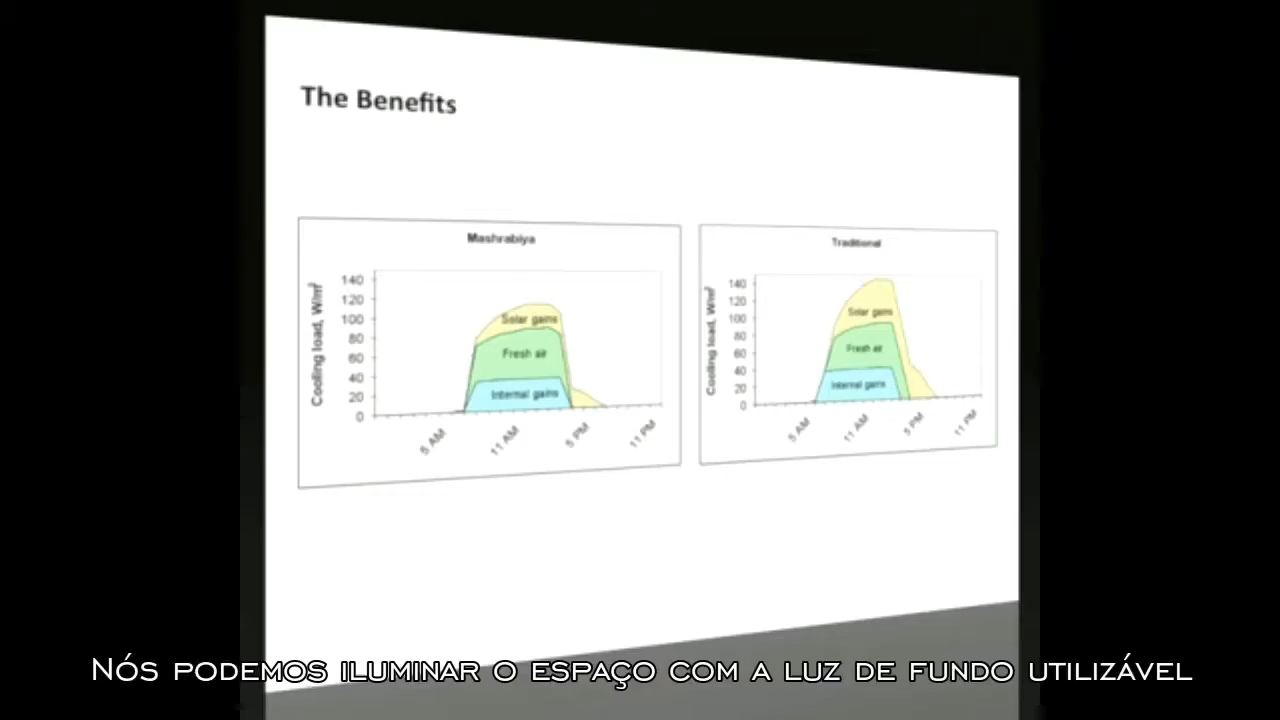 The Benefits
Mashrabiya
Cooling load, W/m²
140
120
100
80
60
40
20
0
Solar gains
Fresh air
Internal gains
5 AM
11 AM
5 PM
11 PM
Traditional
Cooling load, W/m²
140
120
100
80
60
40
20
0
Solar gains
Fresh air
Internal gains
5 AM
11 AM
5 PM
11 PM
Nós podemos iluminar o espaço com a luz de fundo utilizável